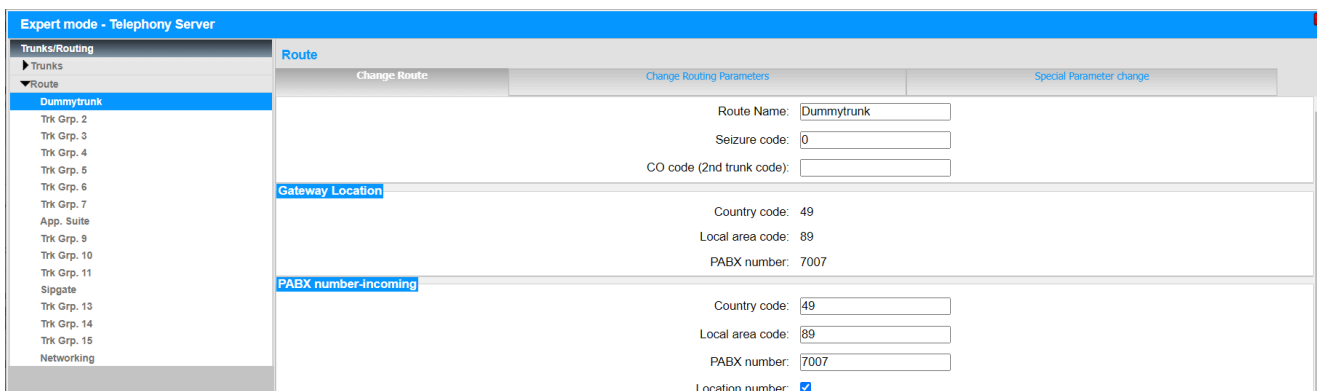 Expert mode - Telephony Server
Trunks/Routing
Trunks
Route
Dummytrunk
Trk Grp. 2
Trk Grp. 3
Trk Grp. 4
Trk Grp. 5
Trk Grp. 6
Trk Grp. 7
App. Suite
Trk Grp. 9
Trk Grp. 10
Trk Grp. 11
Sipgate
Trk Grp. 13
Trk Grp. 14
Trk Grp. 15
Networking
Route
Change Route Change Routing Parameters Special Parameter change
Route Name: Dummytrunk
Seizure code: 0
CO code (2nd trunk code):
Gateway Location
Country code: 49
Local area code: 89
PABX number: 7007
PABX number-incoming
Country code: 49
Local area code: 89
PABX number: 7007
Location number: